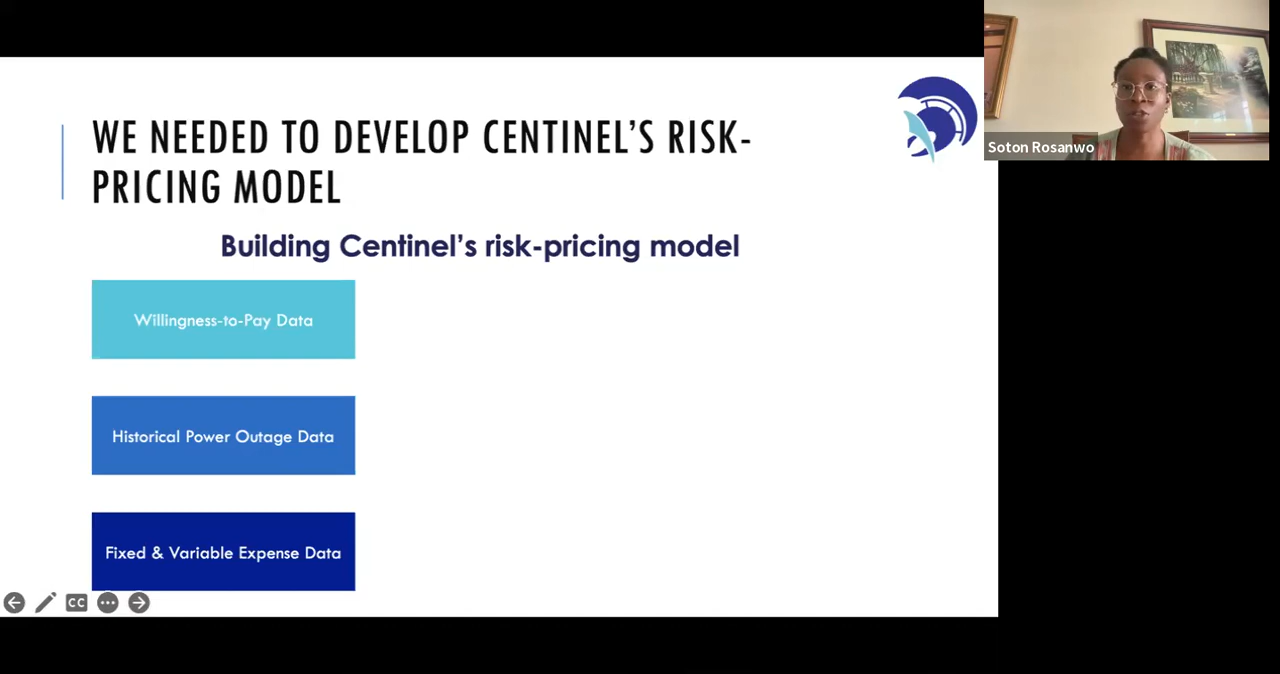 WE NEEDED TO DEVELOP CENTINEL'S RISK-
PRICING MODEL
Building Centinel's risk-pricing model
Willingness-to-Pay Data
Historical Power Outage Data
Fixed & Variable Expense Data
CC
Soton Rosanwo